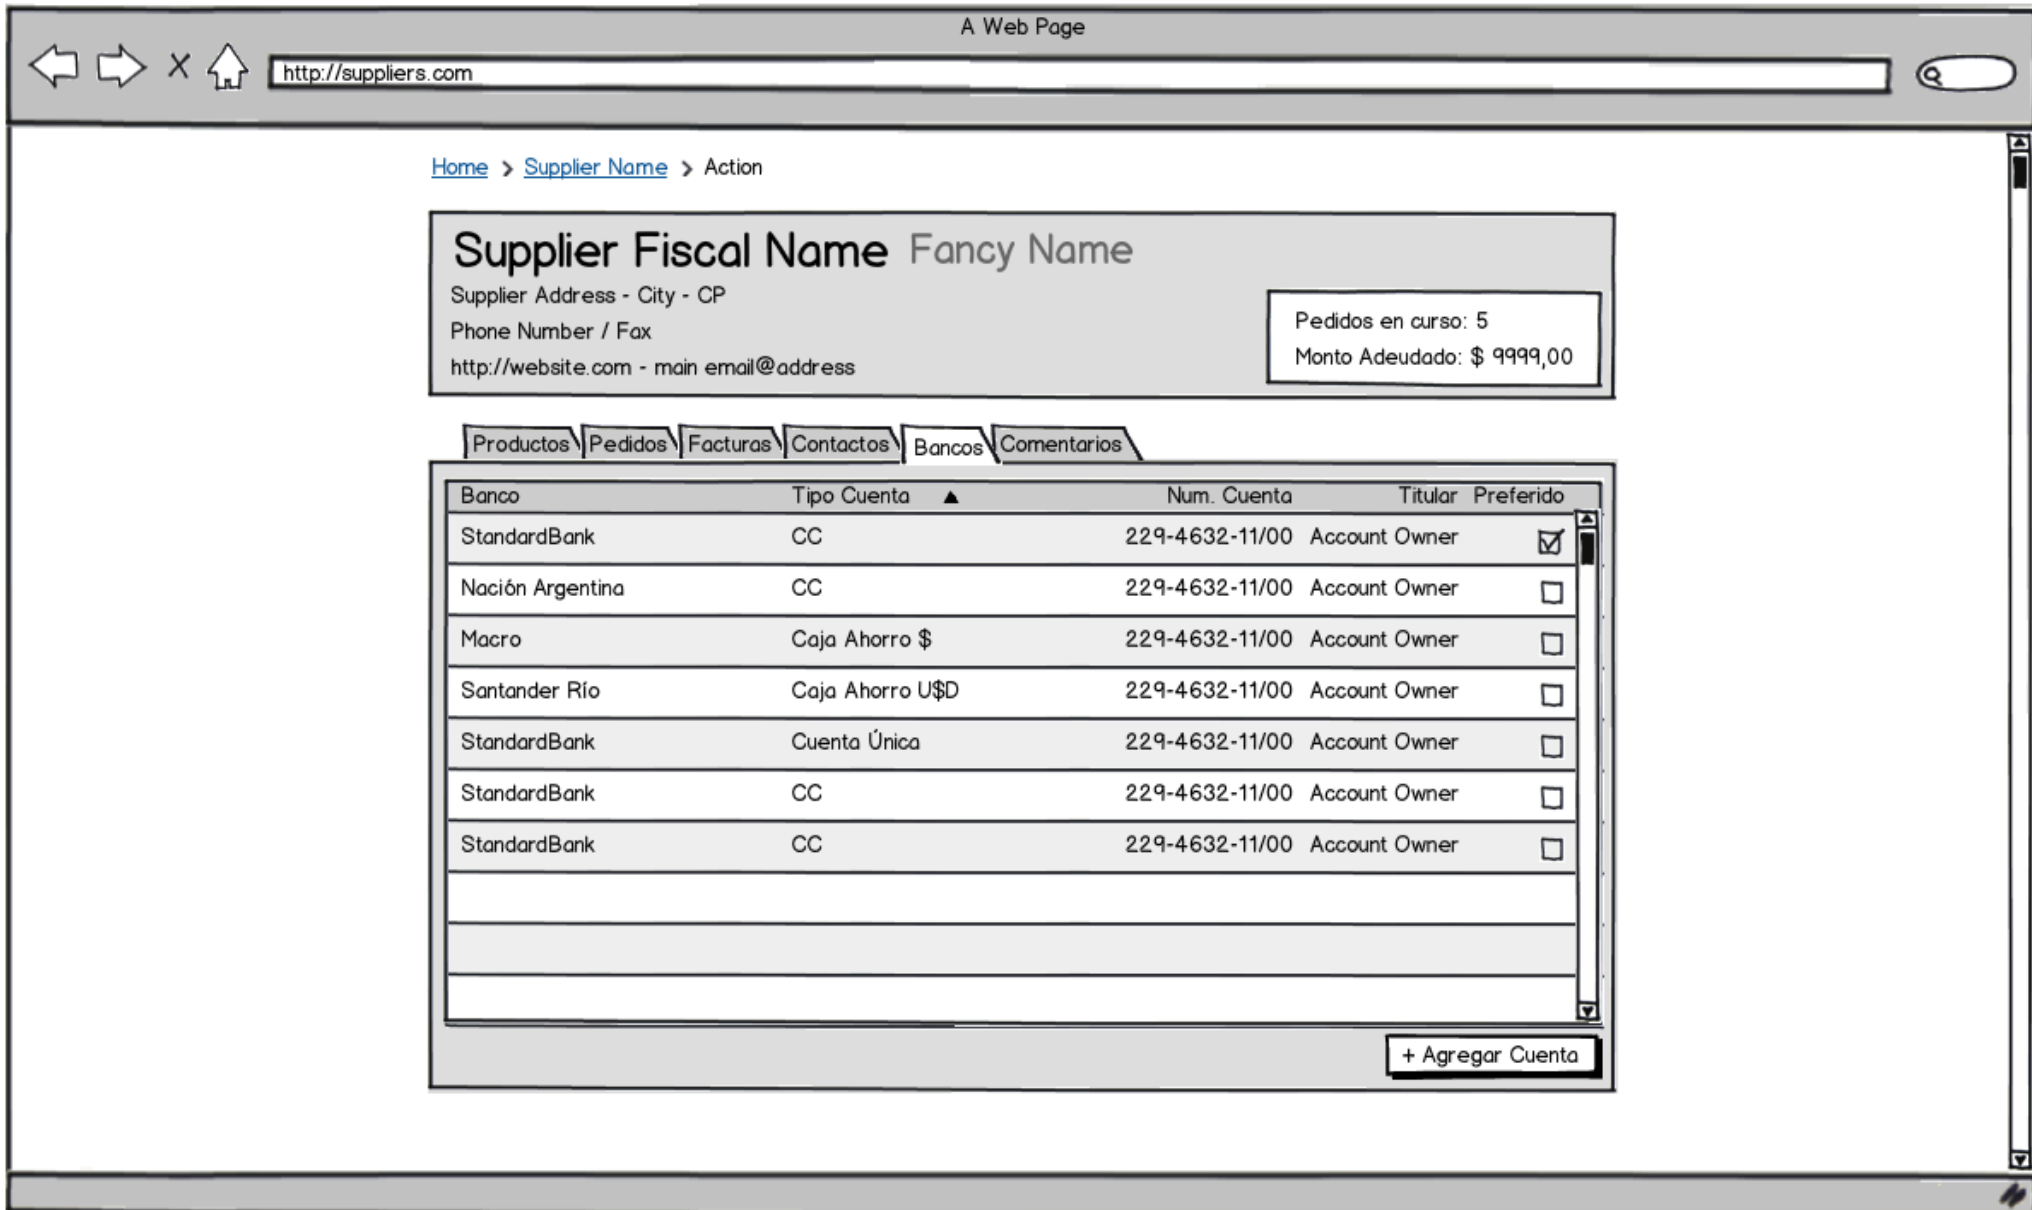 A Web Page
http://suppliers.com
Home > Supplier Name > Action
Supplier Fiscal Name Fancy Name
Supplier Address - City - CP
Phone Number / Fax
http://website.com - main email@address
Pedidos en curso: 5
Monto Adeudado: $ 9999,00
Productos Pedidos Facturas Contactos Bancos Comentarios
Banco Tipo Cuenta ▲ Num. Cuenta Titular Preferido
StandardBank CC 229-4632-11/00 Account Owner
Nación Argentina CC 229-4632-11/00 Account Owner
Macro Caja Ahorro $ 229-4632-11/00 Account Owner
Santander Río Caja Ahorro U$D 229-4632-11/00 Account Owner
StandardBank Cuenta Única 229-4632-11/00 Account Owner
StandardBank CC 229-4632-11/00 Account Owner
StandardBank CC 229-4632-11/00 Account Owner
+ Agregar Cuenta